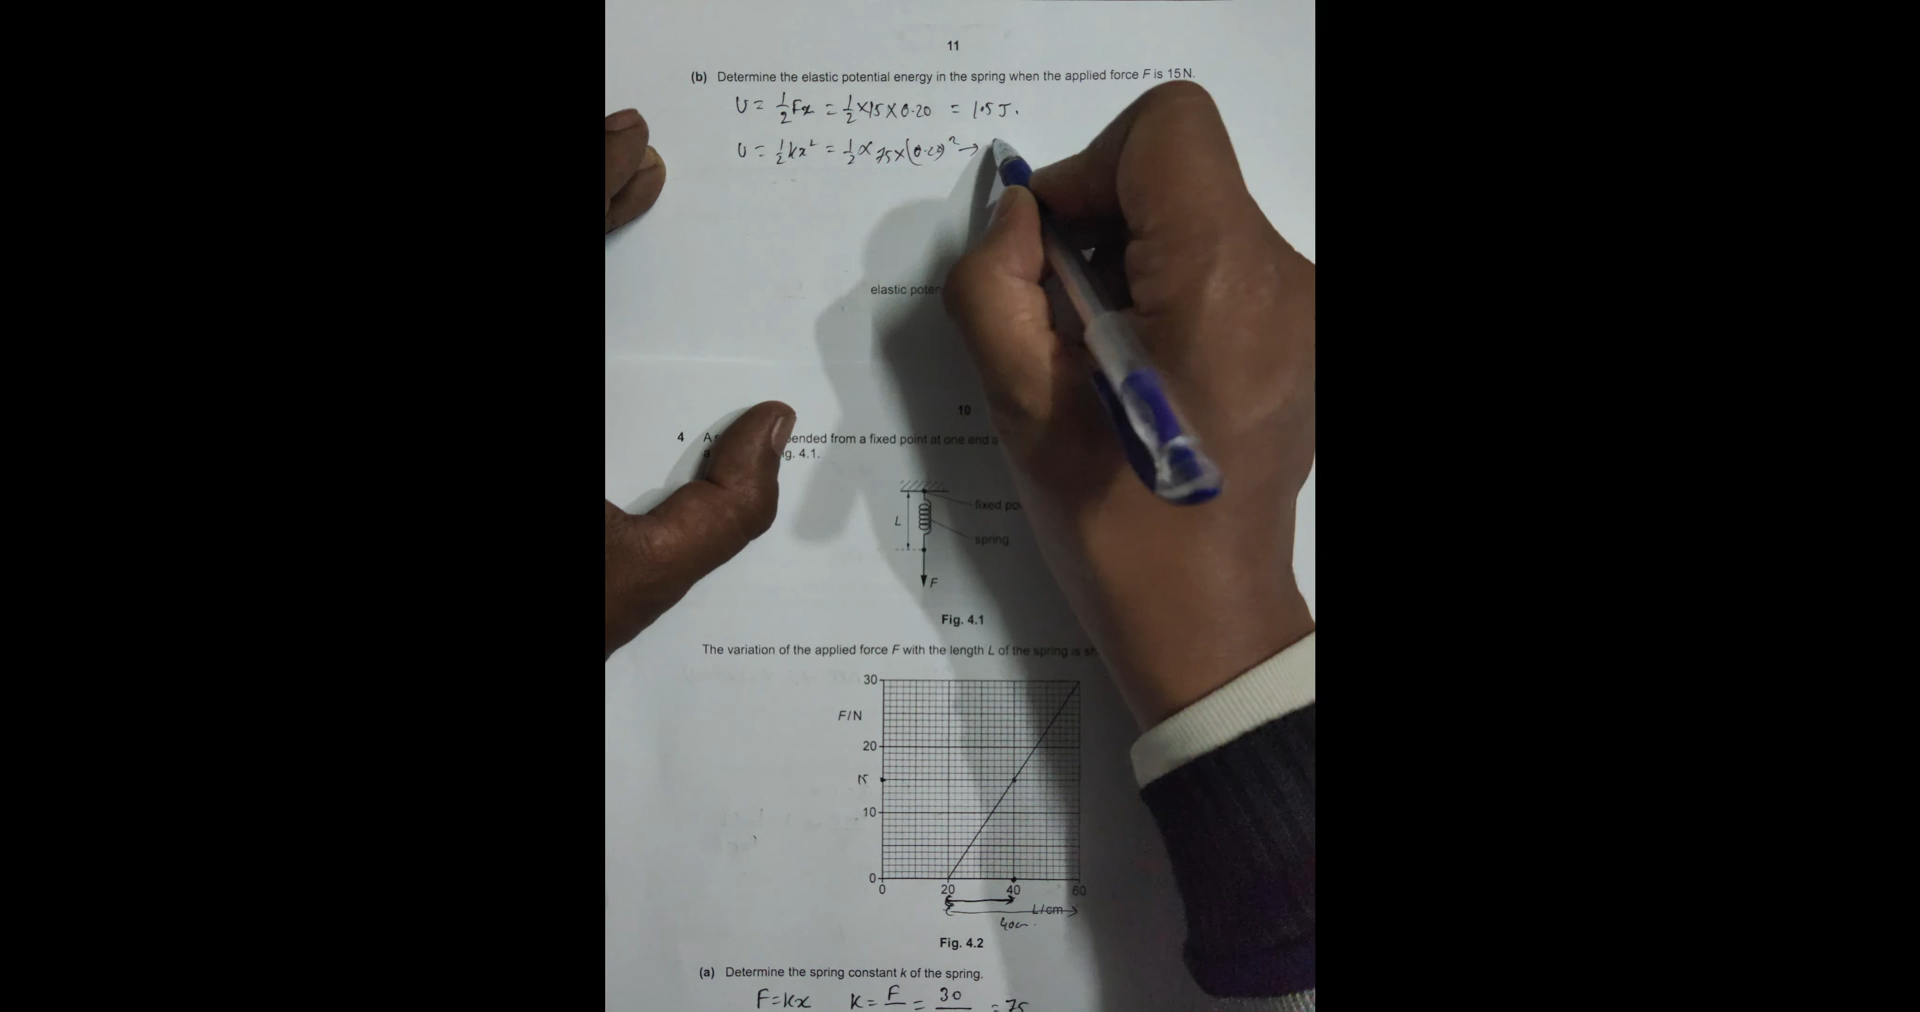 11
(b) Determine the elastic potential energy in the spring when the applied force F is 15 N.
U = 1/2 Fx = 1/2 × 15 × 0.20 = 1.5 J.
U = 1/2 kx² = 1/2 × 75 × (0.20)² →
elastic poten
10
4 A ended from a fixed point at one end a
a g. 4.1.
fixed po
L
spring
F
Fig. 4.1
The variation of the applied force F with the length L of the spring is sh
30
F/N
20
15
10
0
0 20 40 60
L/cm
40cm.
Fig. 4.2
(a) Determine the spring constant k of the spring.
F=kx K = F = 30 = 75